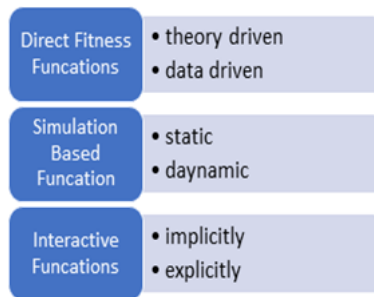 Direct Fitness
Funcations
• theory driven
• data driven
Simulation
Based
Funcation
• static
• daynamic
Interactive
Funcations
• implicitly
• explicitly